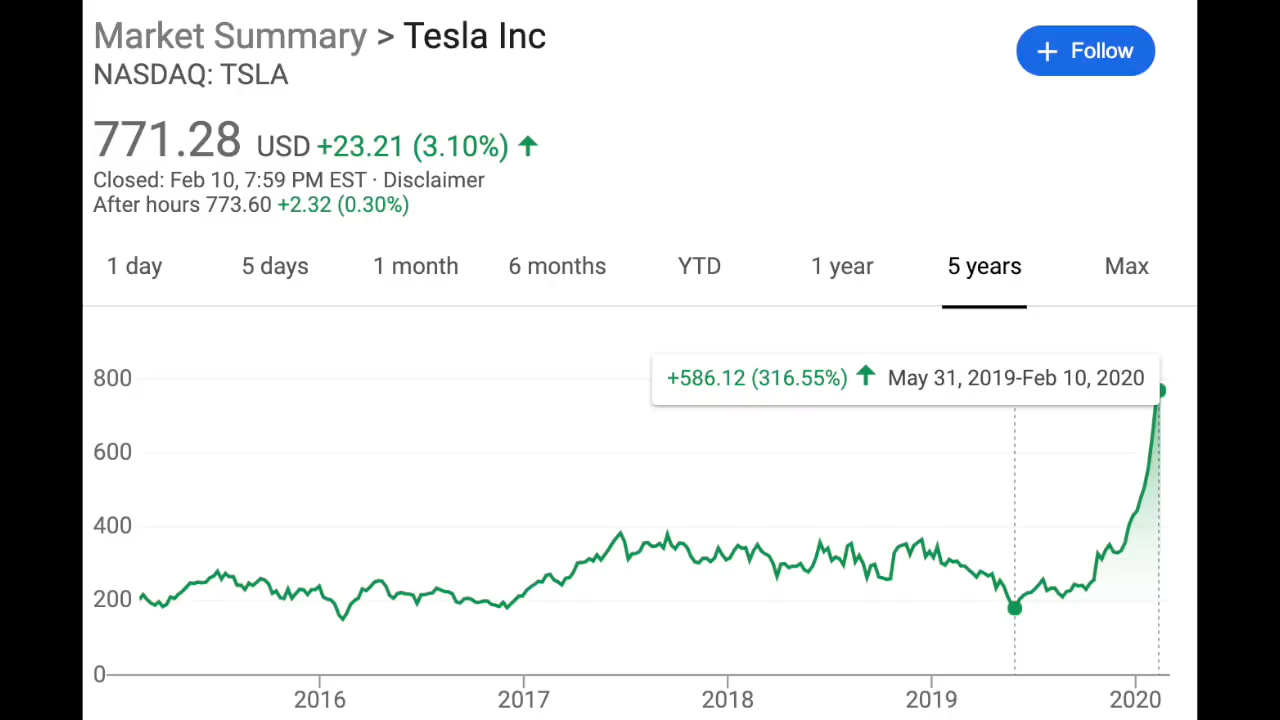 Market Summary > Tesla Inc
NASDAQ: TSLA
+ Follow
771.28 USD +23.21 (3.10%) ↑
Closed: Feb 10, 7:59 PM EST · Disclaimer
After hours 773.60 +2.32 (0.30%)
1 day 5 days 1 month 6 months YTD 1 year 5 years Max
+586.12 (316.55%) ↑ May 31, 2019-Feb 10, 2020
800
600
400
200
0
2016 2017 2018 2019 2020